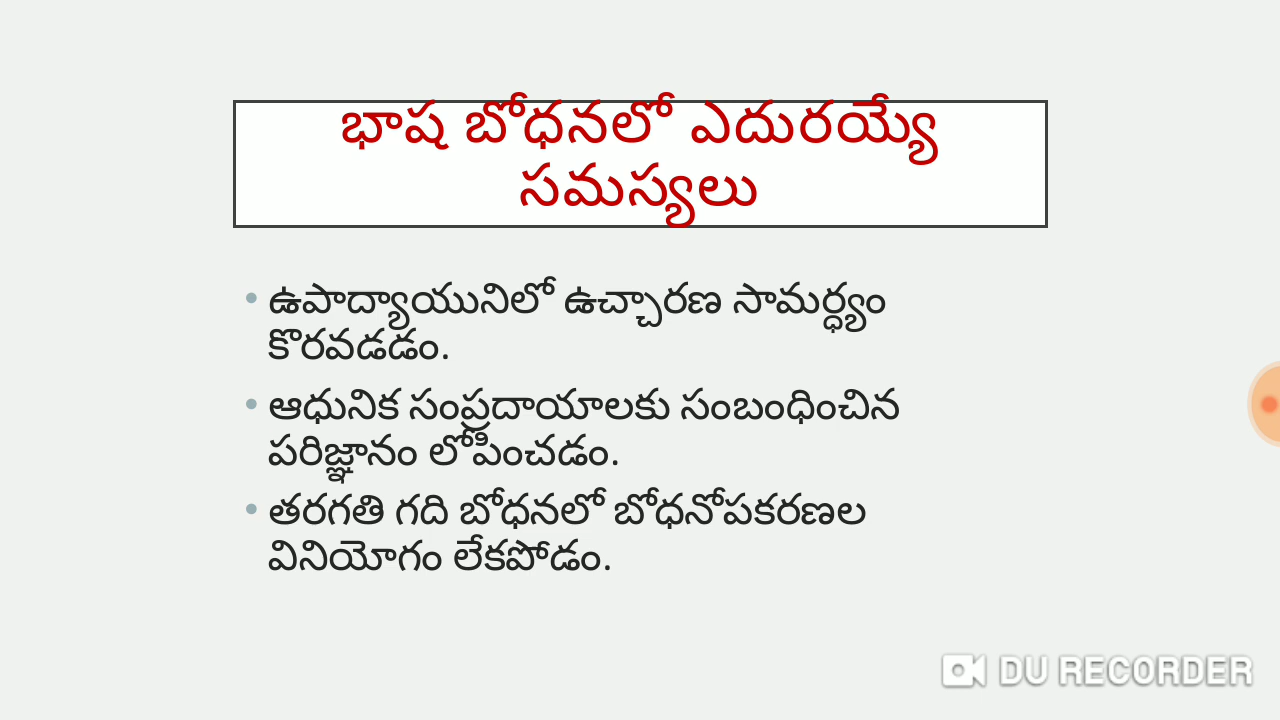 భాష బోధనలో ఎదురయ్యే
సమస్యలు
• ఉపాద్యాయునిలో ఉచ్చారణ సామర్ధ్యం
కొరవడడం.
• ఆధునిక సంప్రదాయాలకు సంబంధించిన
పరిజ్ఞానం లోపించడం.
• తరగతి గది బోధనలో బోధనోపకరణల
వినియోగం లేకపోడం.
DU RECORDER